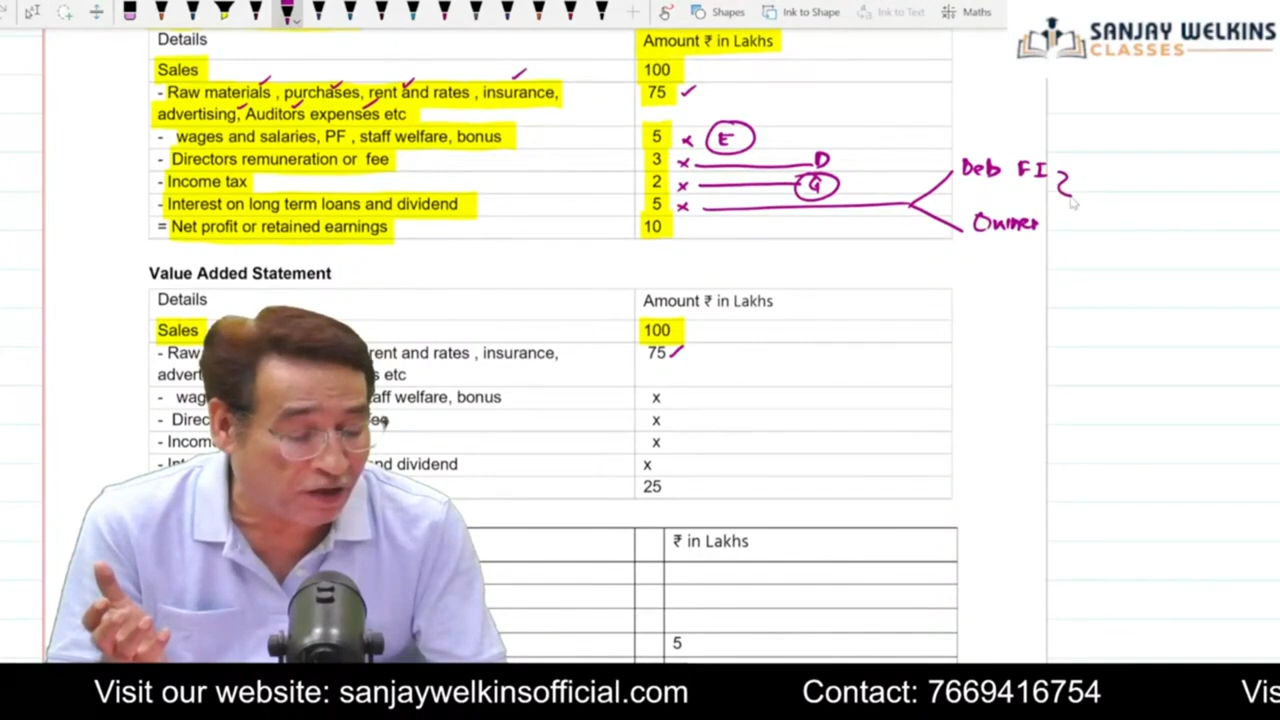 Shapes Ink to Shape Ink to Text Maths
SANJAY WELKINS
CLASSES
Details Amount ₹ in Lakhs
Sales 100
- Raw materials , purchases, rent and rates , insurance, 75
advertising, Auditors expenses etc
- wages and salaries, PF , staff welfare, bonus 5 x E
- Directors remuneration or fee 3 x D
- Income tax 2 x G
- Interest on long term loans and dividend 5 x Deb FI
Owner
= Net profit or retained earnings 10
Value Added Statement
Details Amount ₹ in Lakhs
Sales 100
- Raw rent and rates , insurance, 75
advert s etc
- wag aff welfare, bonus x
- Direc fee x
- Incom x
- In nd dividend x
25
₹ in Lakhs
5
Visit our website: sanjaywelkinsofficial.com Contact: 7669416754 Vis